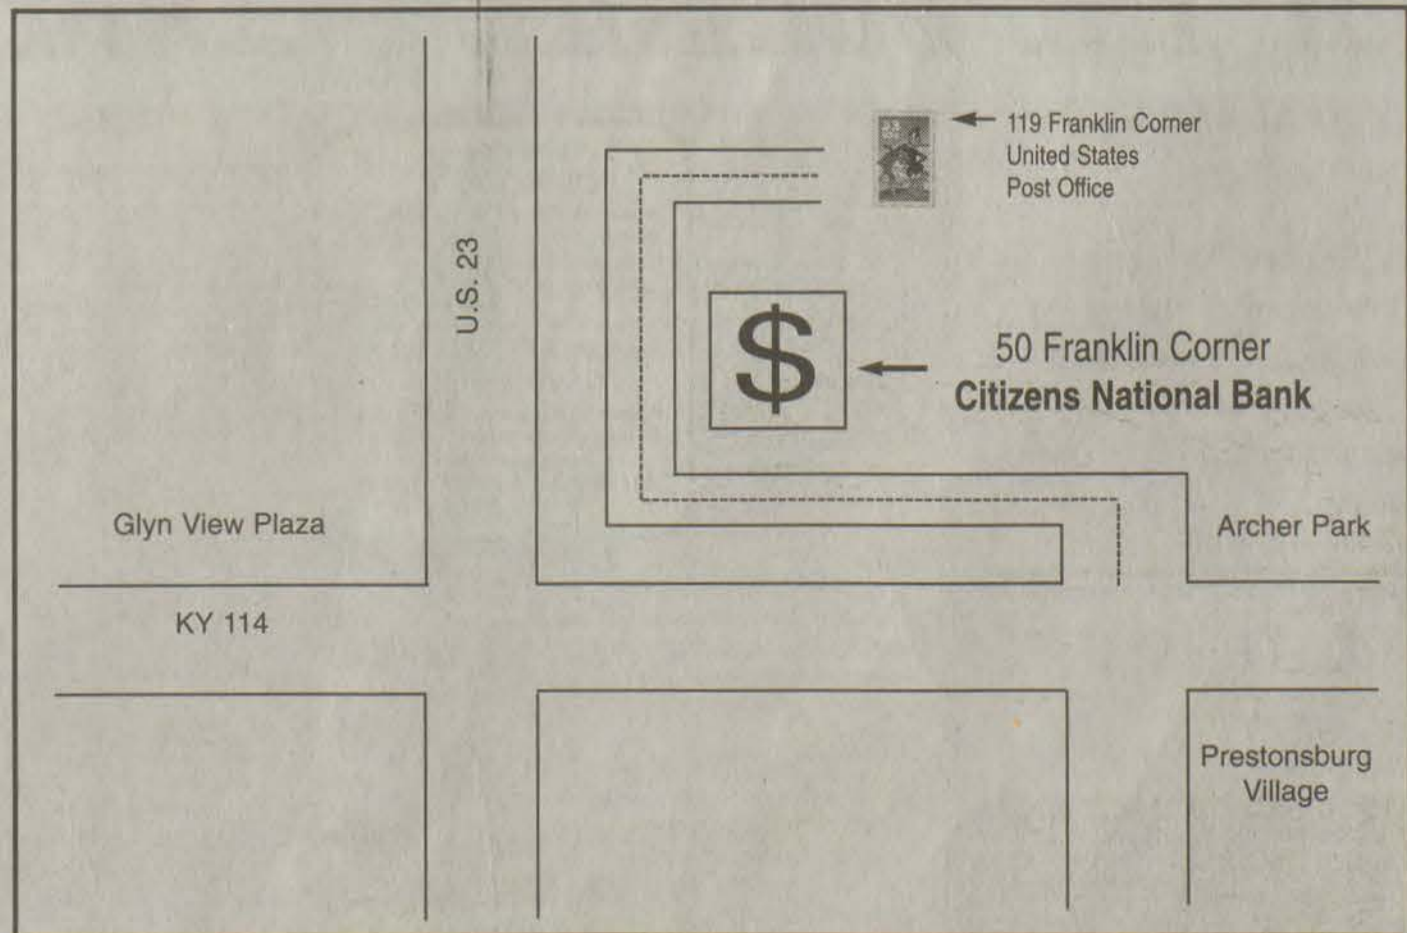 119 Franklin Corner
United States
Post Office
U.S. 23
$
50 Franklin Corner
Citizens National Bank
Glyn View Plaza
Archer Park
KY 114
Prestonsburg
Village